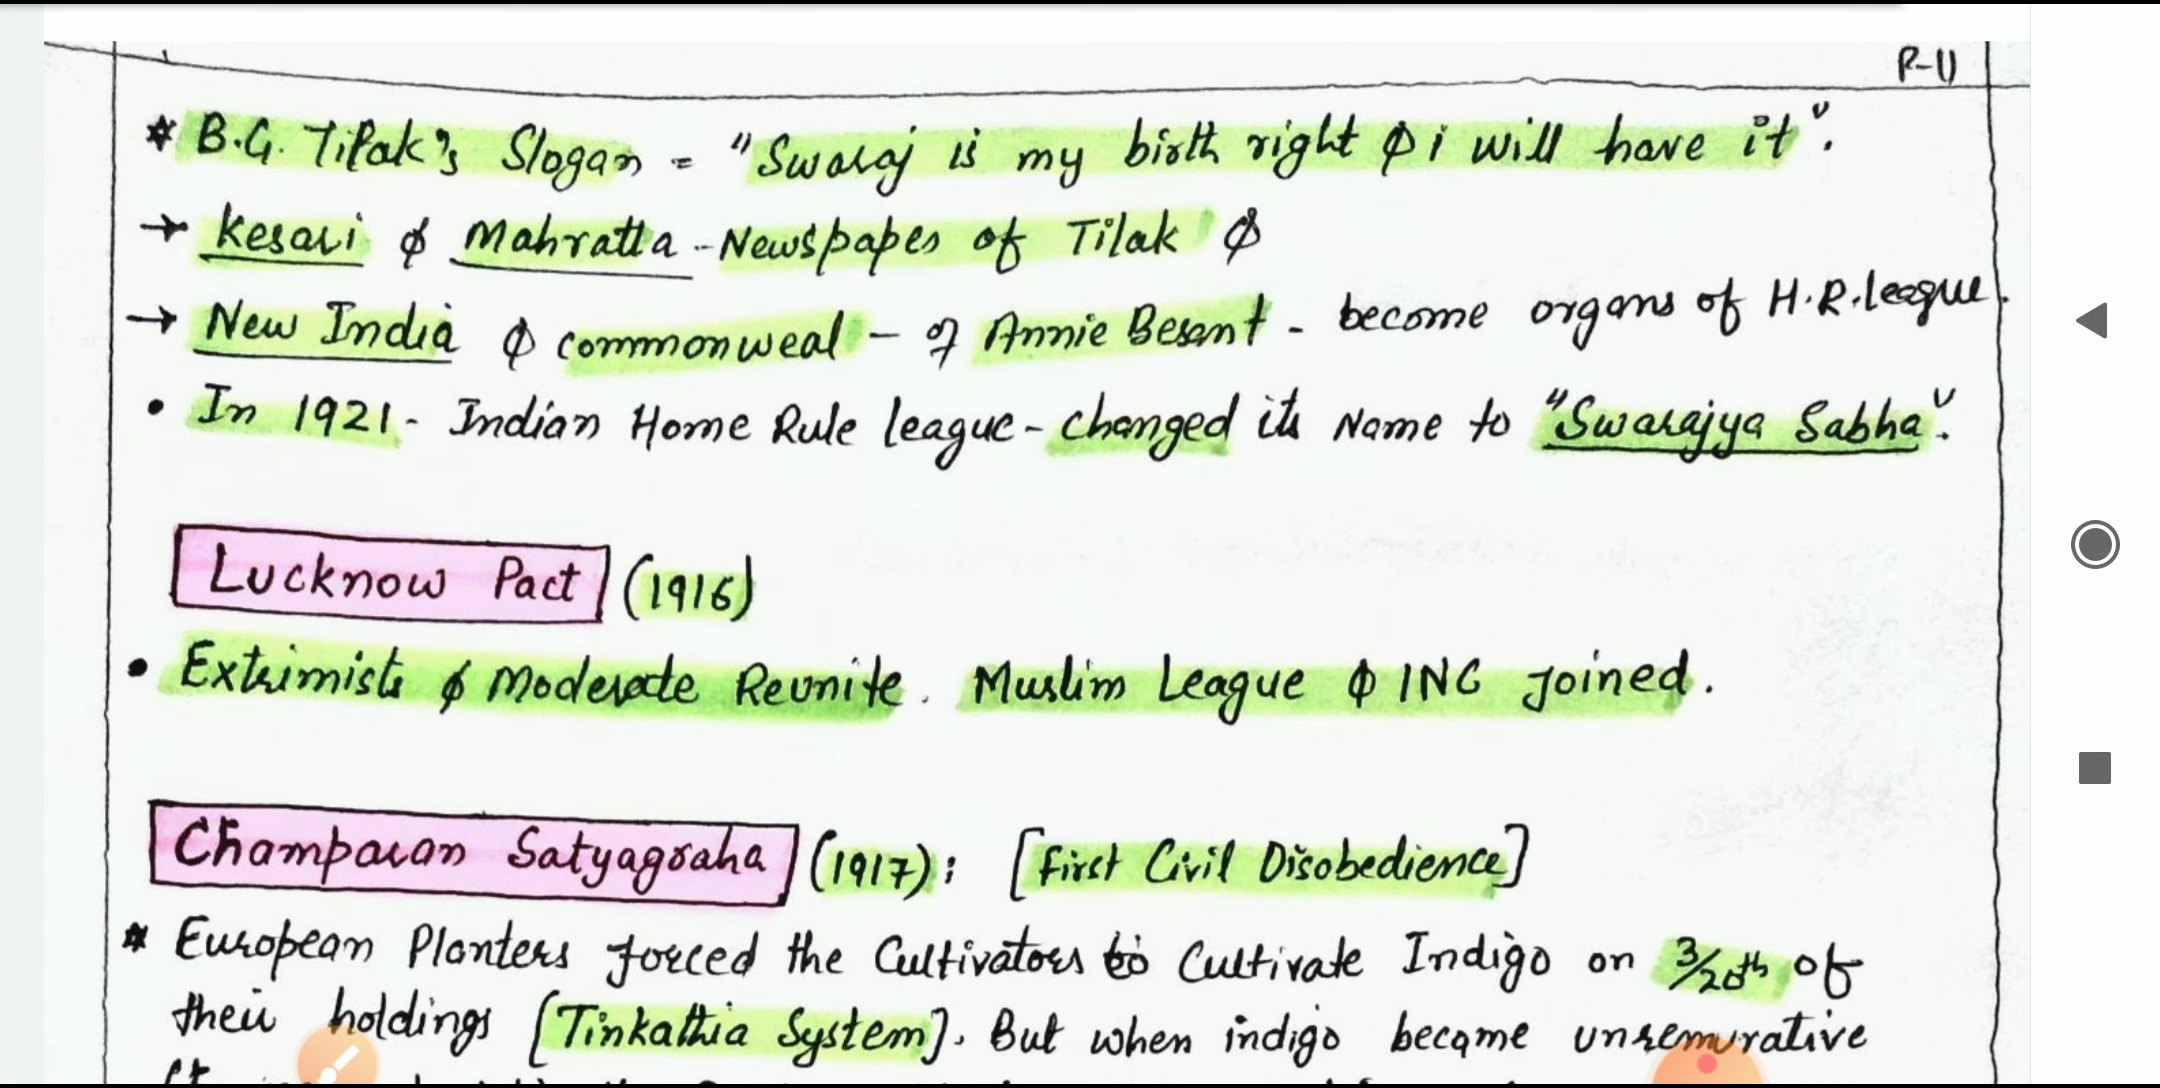 P-11
* B.G. Tilak's Slogan = "Swaraj is my birth right & i will have it".
→ Kesari & Mahratta - Newspapes of Tilak &
→ New India & commonweal - of Annie Besant - become organs of H.R.league.
• In 1921 - Indian Home Rule league - changed its Name to "Swarajya Sabha".
Lucknow Pact (1916)
• Extrimists & Moderate Reunite. Muslim League & INC joined.
Champaran Satyagraha (1917): [First Civil Disobedience]
* European Planters forced the Cultivators to Cultivate Indigo on 3/20th of
their holdings [Tinkathia System]. But when indigo became unremurative